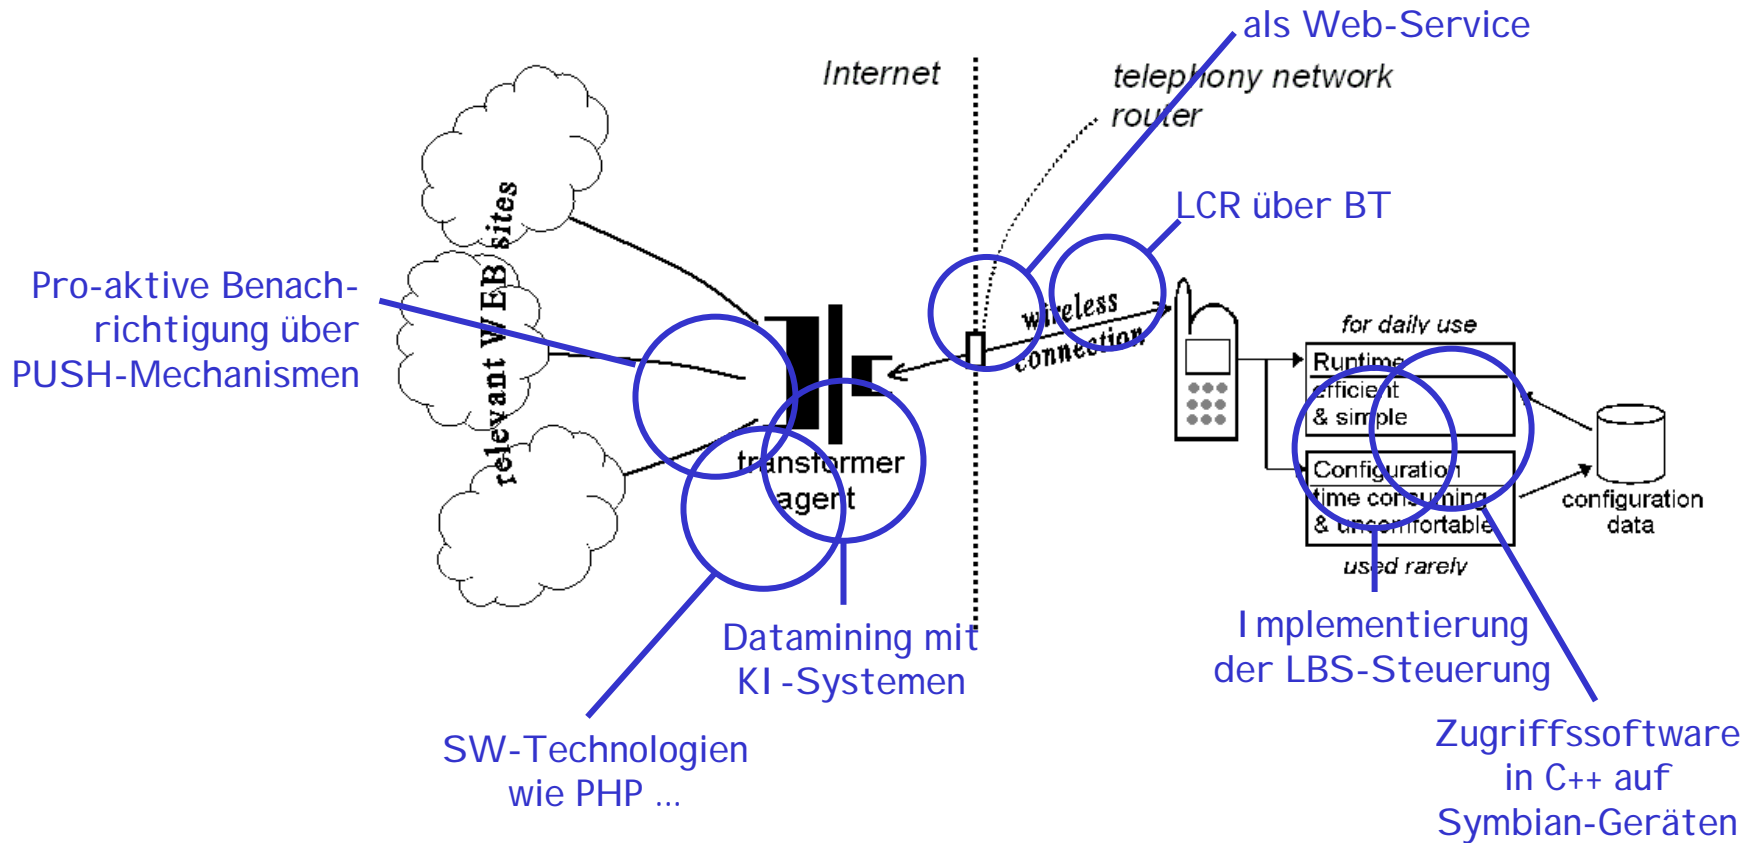 als Web-Service
Internet
telephony network
router
LCR über BT
relevant WEB sites
Pro-aktive Benach-
richtigung über
PUSH-Mechanismen
wireless
connection
for daily use
Runtime
efficient
& simple
transformer
agent
Configuration
time consuming
& uncomfortable
used rarely
configuration
data
Datamining mit
KI-Systemen
Implementierung
der LBS-Steuerung
SW-Technologien
wie PHP ...
Zugriffssoftware
in C++ auf
Symbian-Geräten